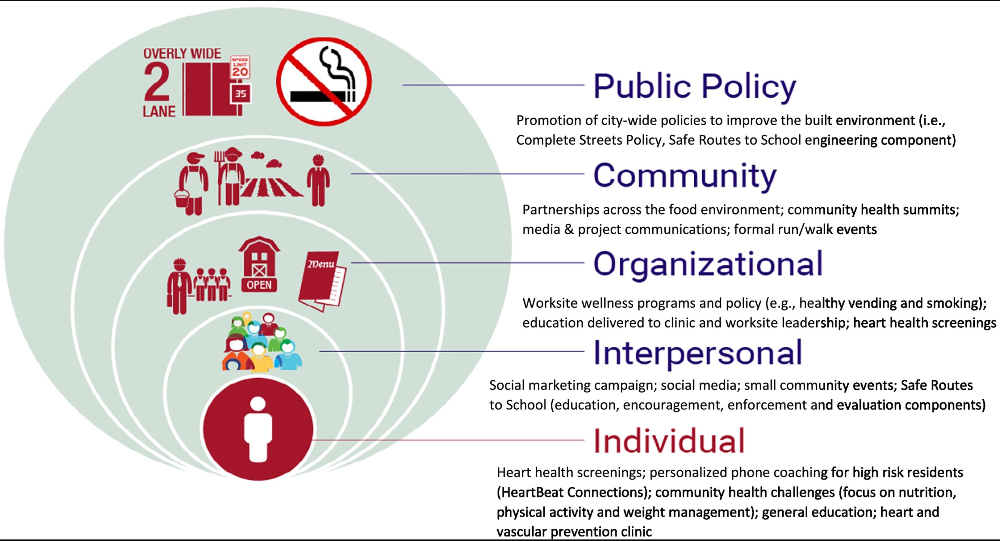 OVERLY WIDE
2
LANE
SPEED
LIMIT
20
35
Public Policy
Promotion of city-wide policies to improve the built environment (i.e.,
Complete Streets Policy, Safe Routes to School engineering component)
Community
Partnerships across the food environment; community health summits;
media & project communications; formal run/walk events
Menu
OPEN
Organizational
Worksite wellness programs and policy (e.g., healthy vending and smoking);
education delivered to clinic and worksite leadership; heart health screenings
Interpersonal
Social marketing campaign; social media; small community events; Safe Routes
to School (education, encouragement, enforcement and evaluation components)
Individual
Heart health screenings; personalized phone coaching for high risk residents
(HeartBeat Connections); community health challenges (focus on nutrition,
physical activity and weight management); general education; heart and
vascular prevention clinic